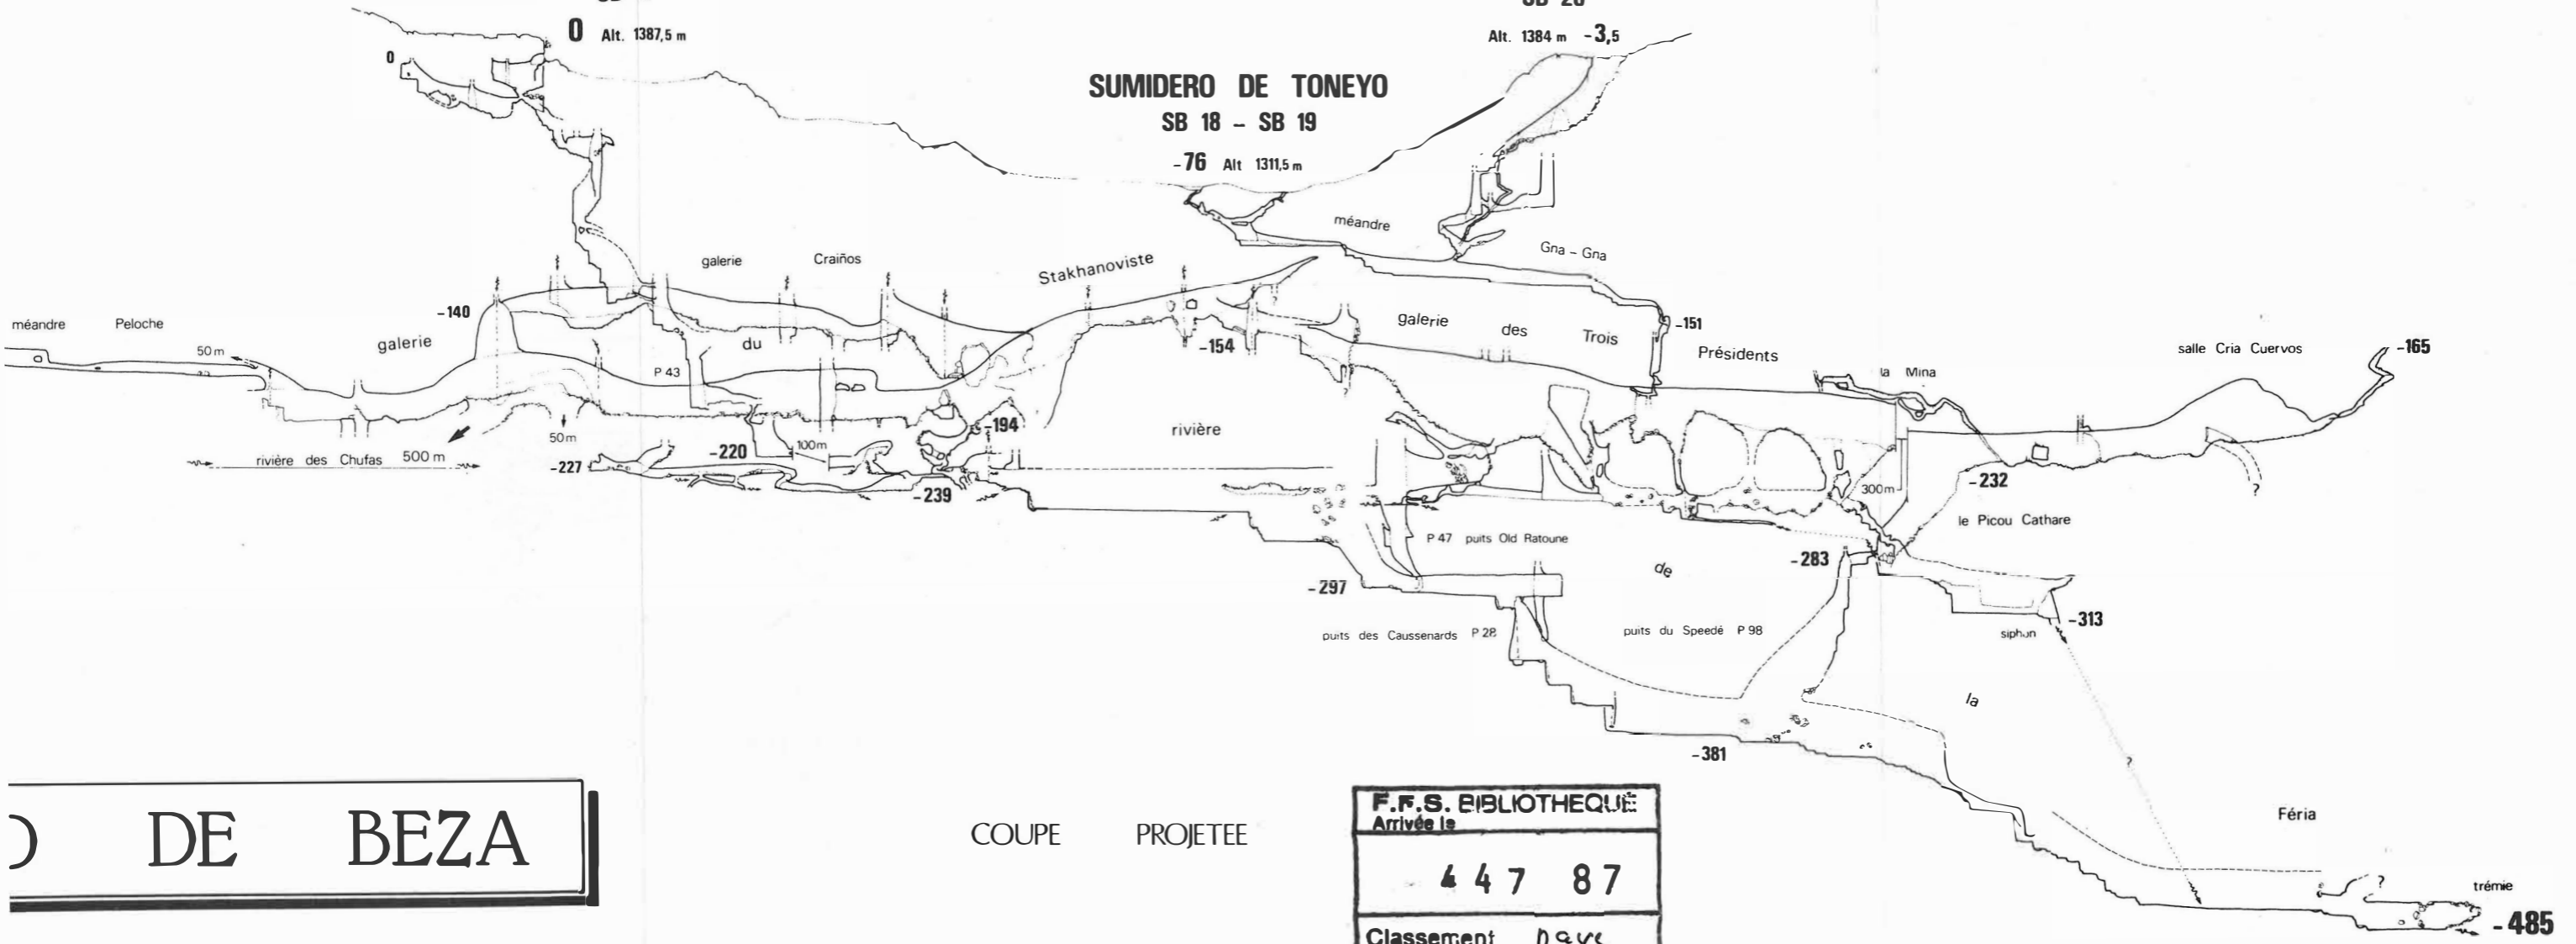 0 Alt. 1387,5 m
Alt. 1384 m -3,5
0
SUMIDERO DE TONEYO
SB 18 - SB 19
-76 Alt 1311,5 m
méandre
Gna - Gna
galerie Craiños
Stakhanoviste
-140
méandre Peloche
50 m
galerie
du
P 43
-154
galerie des Trois Présidents
-151
la Mina
salle Cria Cuervos
-165
-194
rivière
50 m
-220
100m
-227
rivière des Chufas 500 m
-239
300m
-232
?
le Picou Cathare
P 47 puits Old Ratoune
de
-283
-297
-313
siphon
puits des Caussenards P 28
puits du Speedé P 98
la
-381
?
Féria
?
trémie
-485
DE BEZA
COUPE PROJETEE
F.F.S. BIBLIOTHEQUE
Arrivée le
447 87
Classement